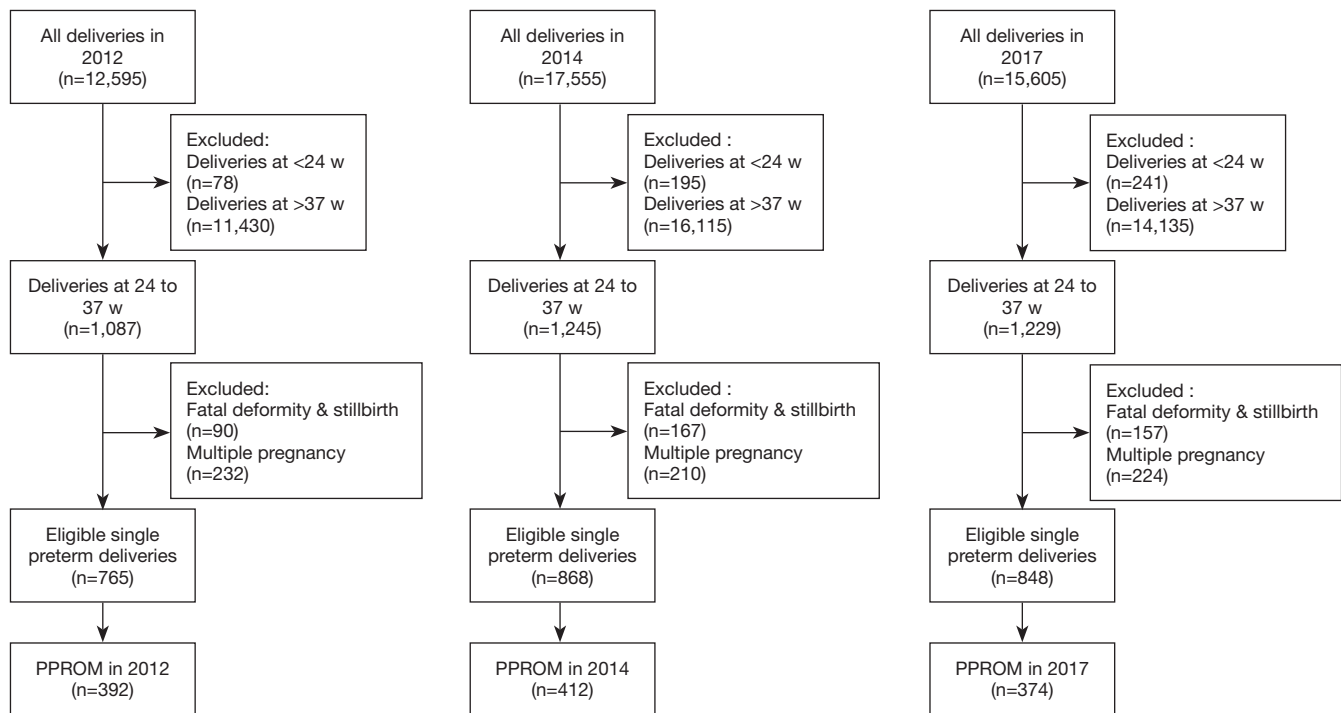 All deliveries in
2012
(n=12,595)
Excluded:
Deliveries at <24 w
(n=78)
Deliveries at >37 w
(n=11,430)
Deliveries at 24 to
37 w
(n=1,087)
Excluded:
Fatal deformity & stillbirth
(n=90)
Multiple pregnancy
(n=232)
Eligible single
preterm deliveries
(n=765)
PPROM in 2012
(n=392)
All deliveries in
2014
(n=17,555)
Excluded :
Deliveries at <24 w
(n=195)
Deliveries at >37 w
(n=16,115)
Deliveries at 24 to
37 w
(n=1,245)
Excluded :
Fatal deformity & stillbirth
(n=167)
Multiple pregnancy
(n=210)
Eligible single
preterm deliveries
(n=868)
PPROM in 2014
(n=412)
All deliveries in
2017
(n=15,605)
Excluded :
Deliveries at <24 w
(n=241)
Deliveries at >37 w
(n=14,135)
Deliveries at 24 to
37 w
(n=1,229)
Excluded :
Fatal deformity & stillbirth
(n=157)
Multiple pregnancy
(n=224)
Eligible single
preterm deliveries
(n=848)
PPROM in 2017
(n=374)